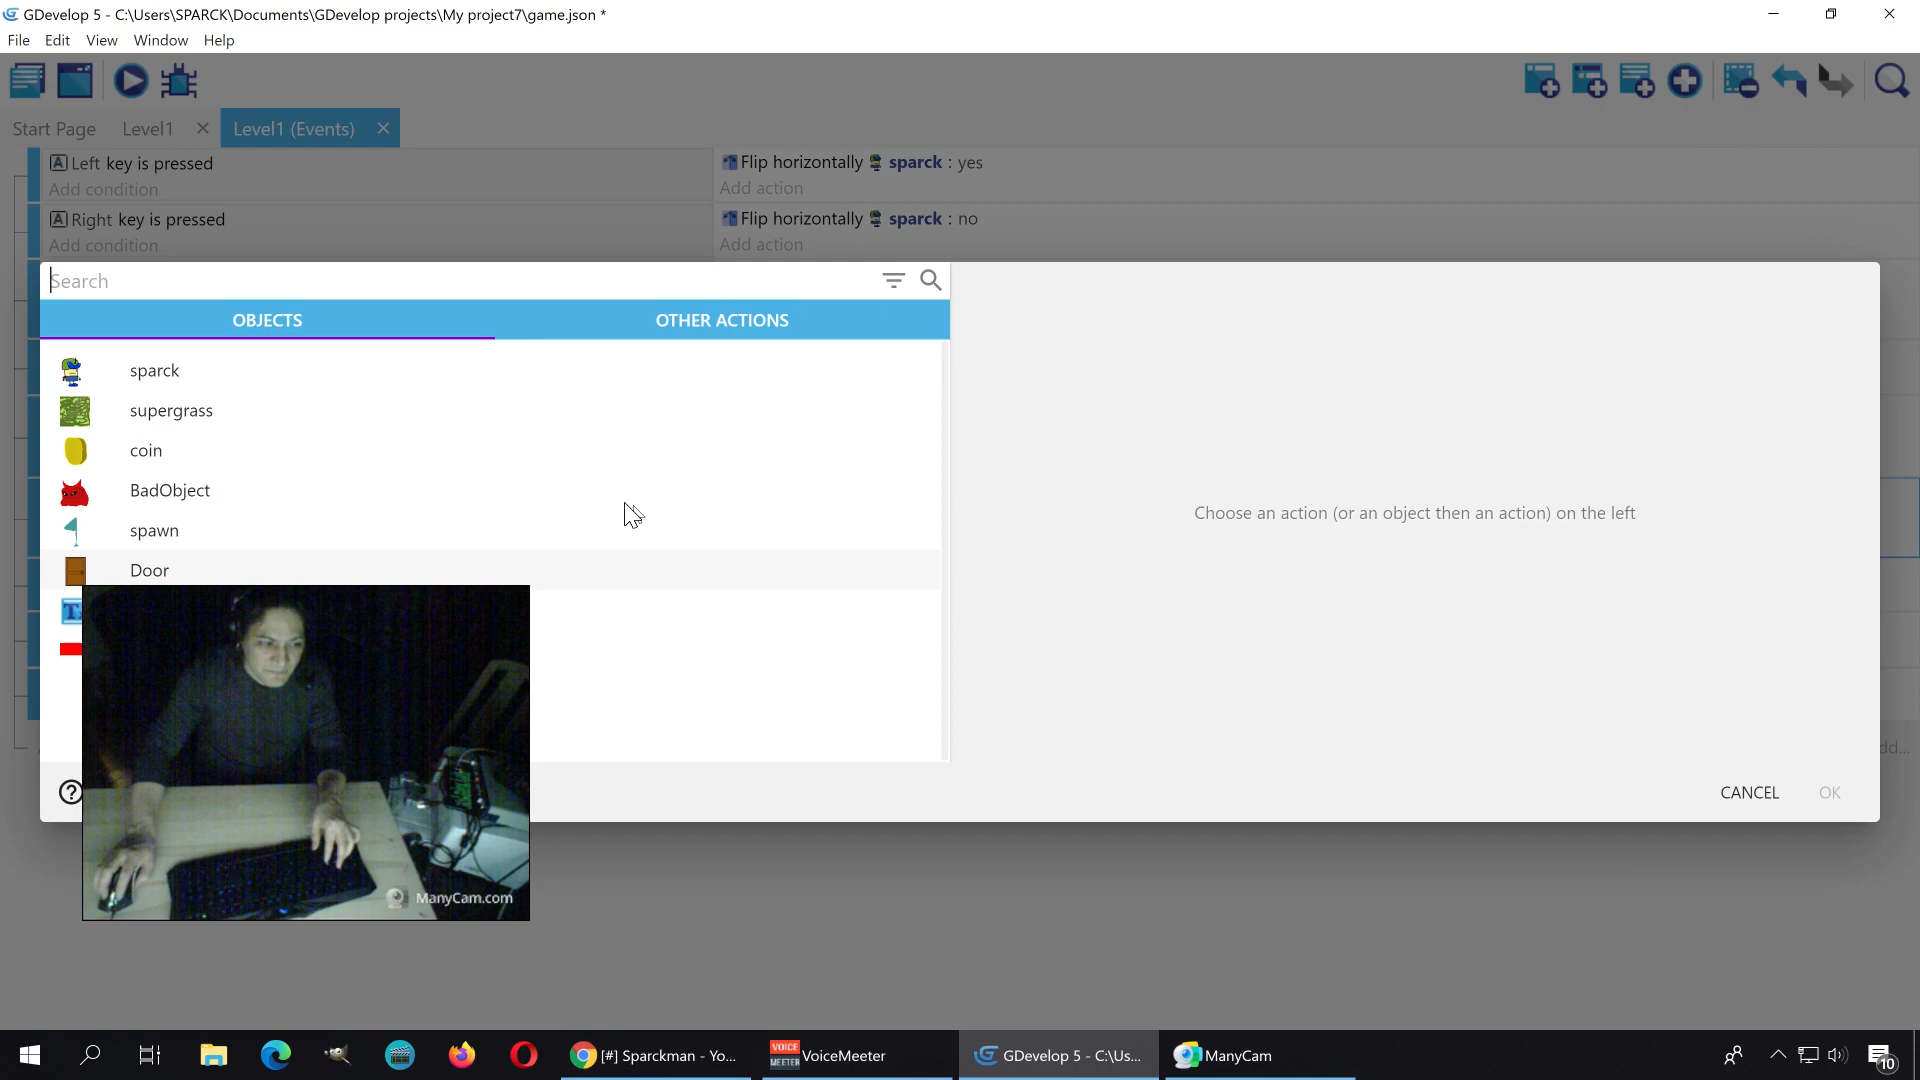 GDevelop 5 - C:\Users\SPARCK\Documents\GDevelop projects\My project7\game.json *
File Edit View Window Help
Start Page Level1 Level1 (Events)
Left key is pressed
Add condition
Flip horizontally sparck : yes
Add action
Right key is pressed
Add condition
Flip horizontally sparck : no
Add action
Search
OBJECTS OTHER ACTIONS
sparck
supergrass
coin
BadObject
spawn
Door
Choose an action (or an object then an action) on the left
dd...
CANCEL OK
ManyCam.com
[#] Sparckman - Yo...
VOICE MEETER VoiceMeeter
GDevelop 5 - C:\Us...
ManyCam
10